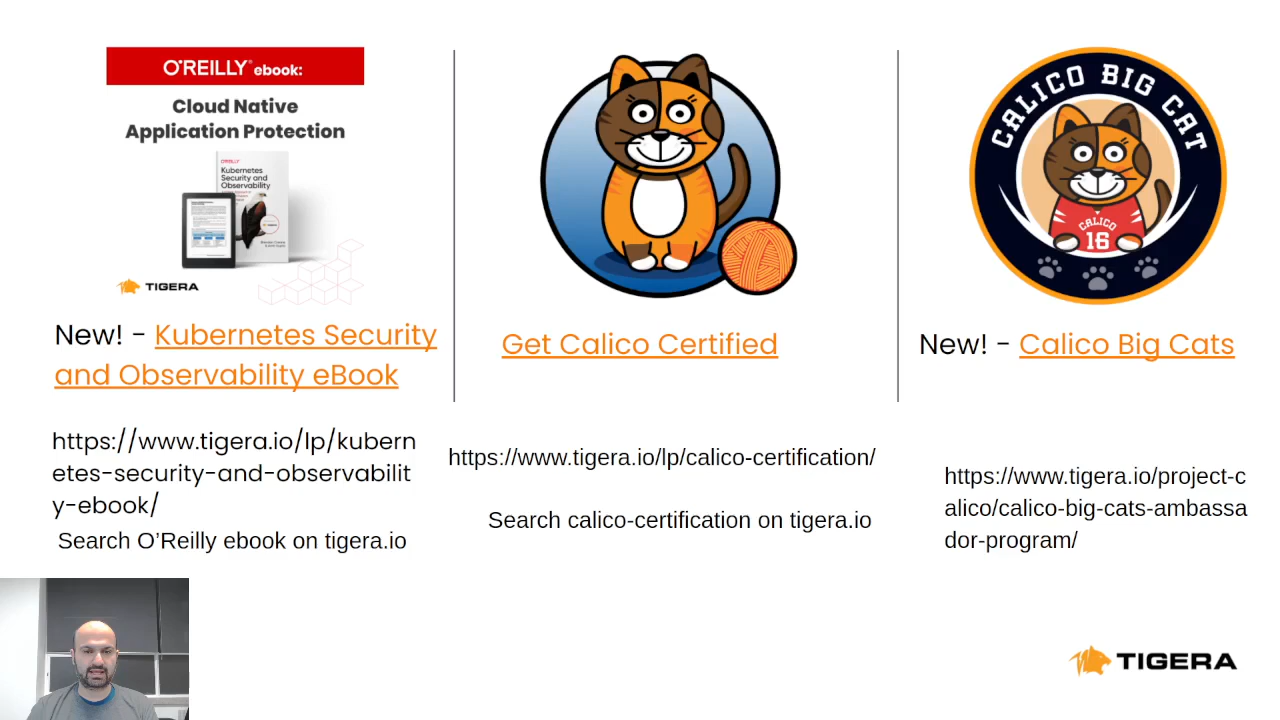 O'REILLY® ebook:
Cloud Native
Application Protection
O'REILLY
Kubernetes
Security and
Observability
TIGERA
New! - Kubernetes Security
and Observability eBook
https://www.tigera.io/lp/kubern
etes-security-and-observabilit
y-ebook/
Search O’Reilly ebook on tigera.io
Get Calico Certified
https://www.tigera.io/lp/calico-certification/
Search calico-certification on tigera.io
CALICO BIG CAT
CALICO
16
New! - Calico Big Cats
https://www.tigera.io/project-c
alico/calico-big-cats-ambassa
dor-program/
TIGERA